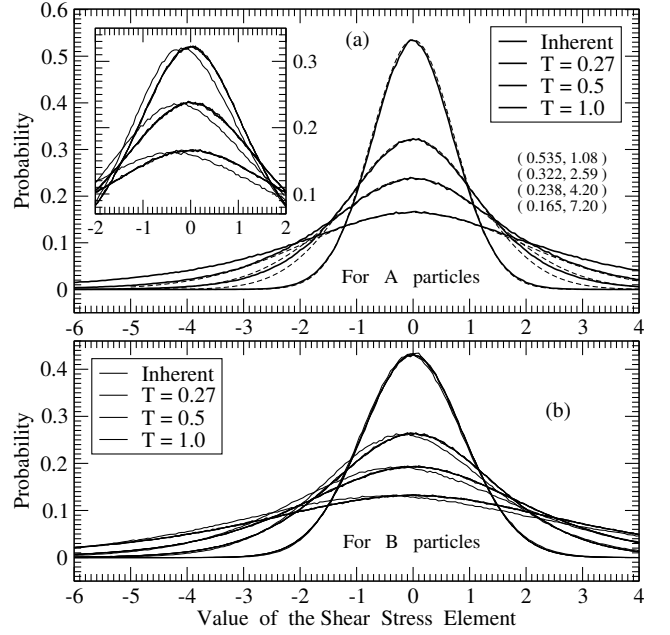 0.6
0.5
0.4
0.3
0.2
0.1
0
Probability
(a)
0.3
0.2
0.1
-2 -1 0 1 2
Inherent
T = 0.27
T = 0.5
T = 1.0
( 0.535, 1.08 )
( 0.322, 2.59 )
( 0.238, 4.20 )
( 0.165, 7.20 )
For A particles
-6 -5 -4 -3 -2 -1 0 1 2 3 4
0.4
0.3
0.2
0.1
0
Probability
Inherent
T = 0.27
T = 0.5
T = 1.0
(b)
For B particles
-6 -5 -4 -3 -2 -1 0 1 2 3 4
Value of the Shear Stress Element